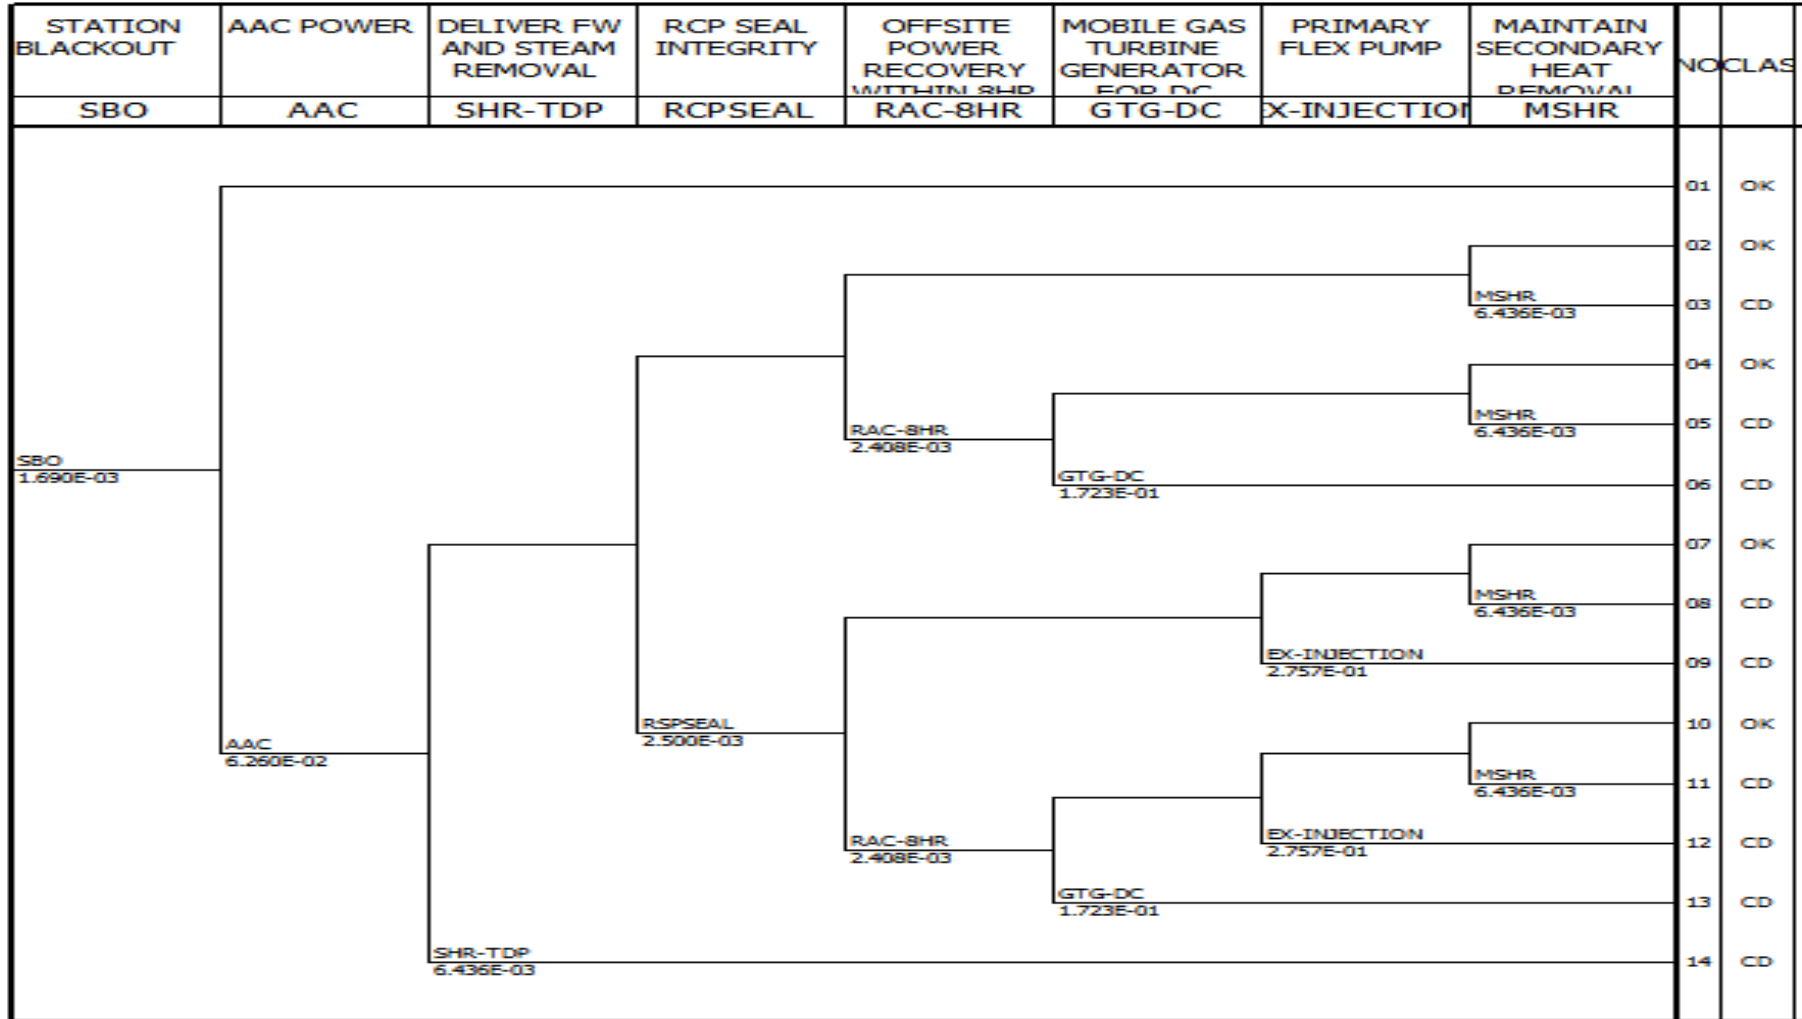 STATION
BLACKOUT
AAC POWER
DELIVER FW
AND STEAM
REMOVAL
RCP SEAL
INTEGRITY
OFFSITE
POWER
RECOVERY
WITHIN 8HR
MOBILE GAS
TURBINE
GENERATOR
FOR DC
PRIMARY
FLEX PUMP
MAINTAIN
SECONDARY
HEAT
REMOVAL
NO
CLAS
SBO
AAC
SHR-TDP
RCPSEAL
RAC-8HR
GTG-DC
EX-INJECTION
MSHR
01 OK
02 OK
MSHR
6.436E-03
03 CD
04 OK
MSHR
6.436E-03
05 CD
RAC-8HR
2.408E-03
SBO
1.690E-03
GTG-DC
1.723E-01
06 CD
07 OK
MSHR
6.436E-03
08 CD
EX-INJECTION
2.757E-01
09 CD
RSPSEAL
2.500E-03
10 OK
AAC
6.260E-02
MSHR
6.436E-03
11 CD
RAC-8HR
2.408E-03
EX-INJECTION
2.757E-01
12 CD
GTG-DC
1.723E-01
13 CD
SHR-TDP
6.436E-03
14 CD